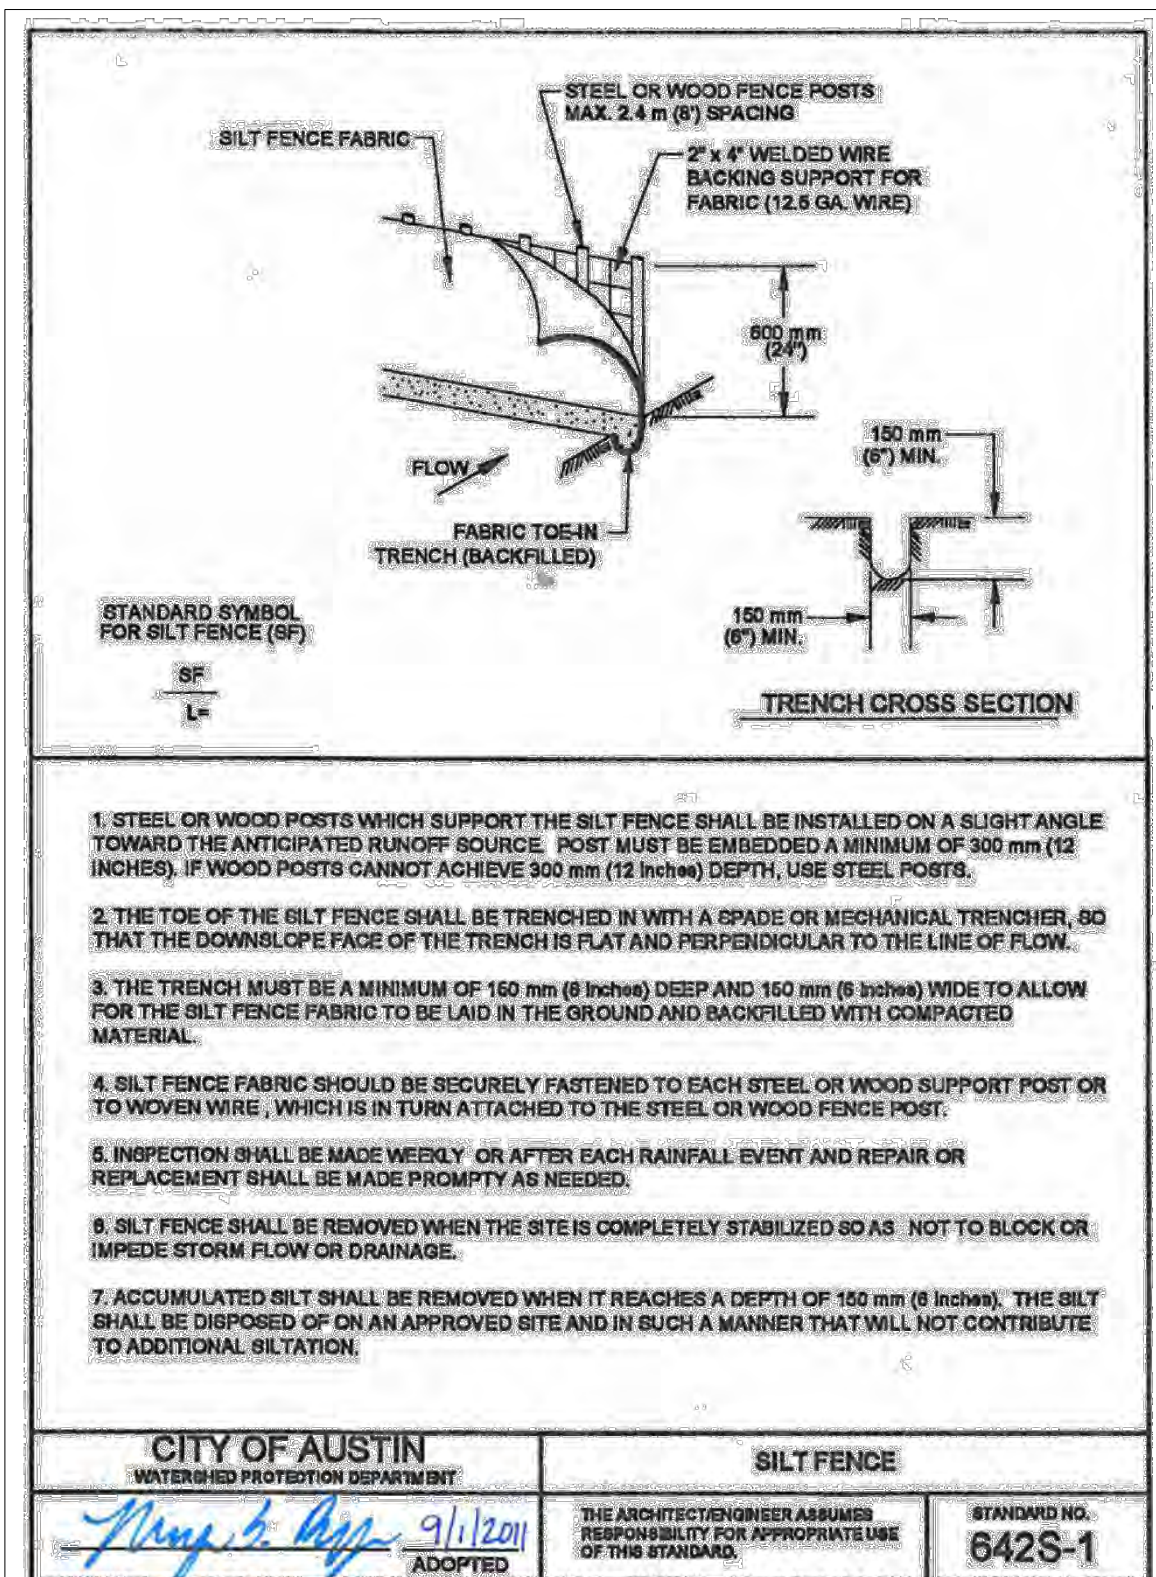 STEEL OR WOOD FENCE POSTS
MAX. 2.4 m (8') SPACING
SILT FENCE FABRIC
2" x 4" WELDED WIRE
BACKING SUPPORT FOR
FABRIC (12.5 GA. WIRE)
600 mm
(24")
150 mm
(6") MIN.
FLOW
FABRIC TOE-IN
TRENCH (BACKFILLED)
STANDARD SYMBOL
FOR SILT FENCE (SF)
150 mm
(6") MIN.
SF
L=
TRENCH CROSS SECTION
1. STEEL OR WOOD POSTS WHICH SUPPORT THE SILT FENCE SHALL BE INSTALLED ON A SLIGHT ANGLE
TOWARD THE ANTICIPATED RUNOFF SOURCE. POST MUST BE EMBEDDED A MINIMUM OF 300 mm (12
INCHES). IF WOOD POSTS CANNOT ACHIEVE 300 mm (12 inches) DEPTH, USE STEEL POSTS.
2. THE TOE OF THE SILT FENCE SHALL BE TRENCHED IN WITH A SPADE OR MECHANICAL TRENCHER, SO
THAT THE DOWNSLOPE FACE OF THE TRENCH IS FLAT AND PERPENDICULAR TO THE LINE OF FLOW.
3. THE TRENCH MUST BE A MINIMUM OF 150 mm (6 inches) DEEP AND 150 mm (6 inches) WIDE TO ALLOW
FOR THE SILT FENCE FABRIC TO BE LAID IN THE GROUND AND BACKFILLED WITH COMPACTED
MATERIAL.
4. SILT FENCE FABRIC SHOULD BE SECURELY FASTENED TO EACH STEEL OR WOOD SUPPORT POST OR
TO WOVEN WIRE , WHICH IS IN TURN ATTACHED TO THE STEEL OR WOOD FENCE POST.
5. INSPECTION SHALL BE MADE WEEKLY OR AFTER EACH RAINFALL EVENT AND REPAIR OR
REPLACEMENT SHALL BE MADE PROMPTY AS NEEDED.
6. SILT FENCE SHALL BE REMOVED WHEN THE SITE IS COMPLETELY STABILIZED SO AS NOT TO BLOCK OR
IMPEDE STORM FLOW OR DRAINAGE.
7. ACCUMULATED SILT SHALL BE REMOVED WHEN IT REACHES A DEPTH OF 150 mm (6 inches). THE SILT
SHALL BE DISPOSED OF ON AN APPROVED SITE AND IN SUCH A MANNER THAT WILL NOT CONTRIBUTE
TO ADDITIONAL SILTATION.
CITY OF AUSTIN
WATERSHED PROTECTION DEPARTMENT
SILT FENCE
9/1/2011
ADOPTED
THE ARCHITECT/ENGINEER ASSUMES
RESPONSIBILITY FOR APPROPRIATE USE
OF THIS STANDARD.
STANDARD NO.
642S-1